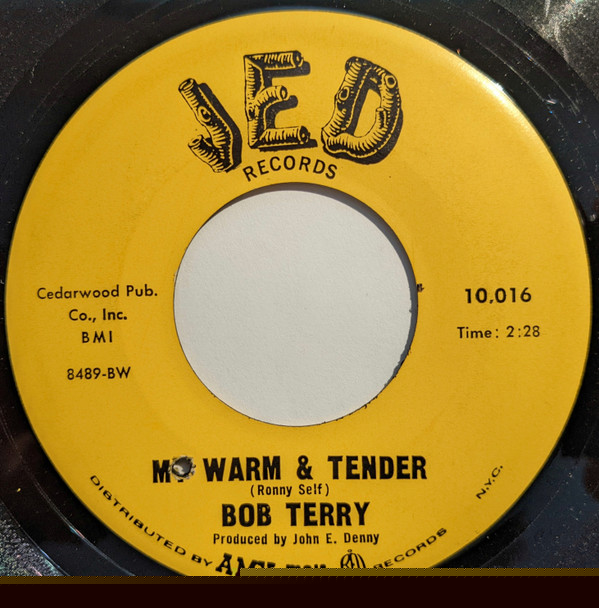 JED
RECORDS
Cedarwood Pub.
Co., Inc.
BMI
8489-BW
10,016
Time: 2:28
WARM & TENDER
(Ronny Self)
BOB TERRY
Produced by John E. Denny
DISTRIBUTED BY RECORDS N.Y.C.